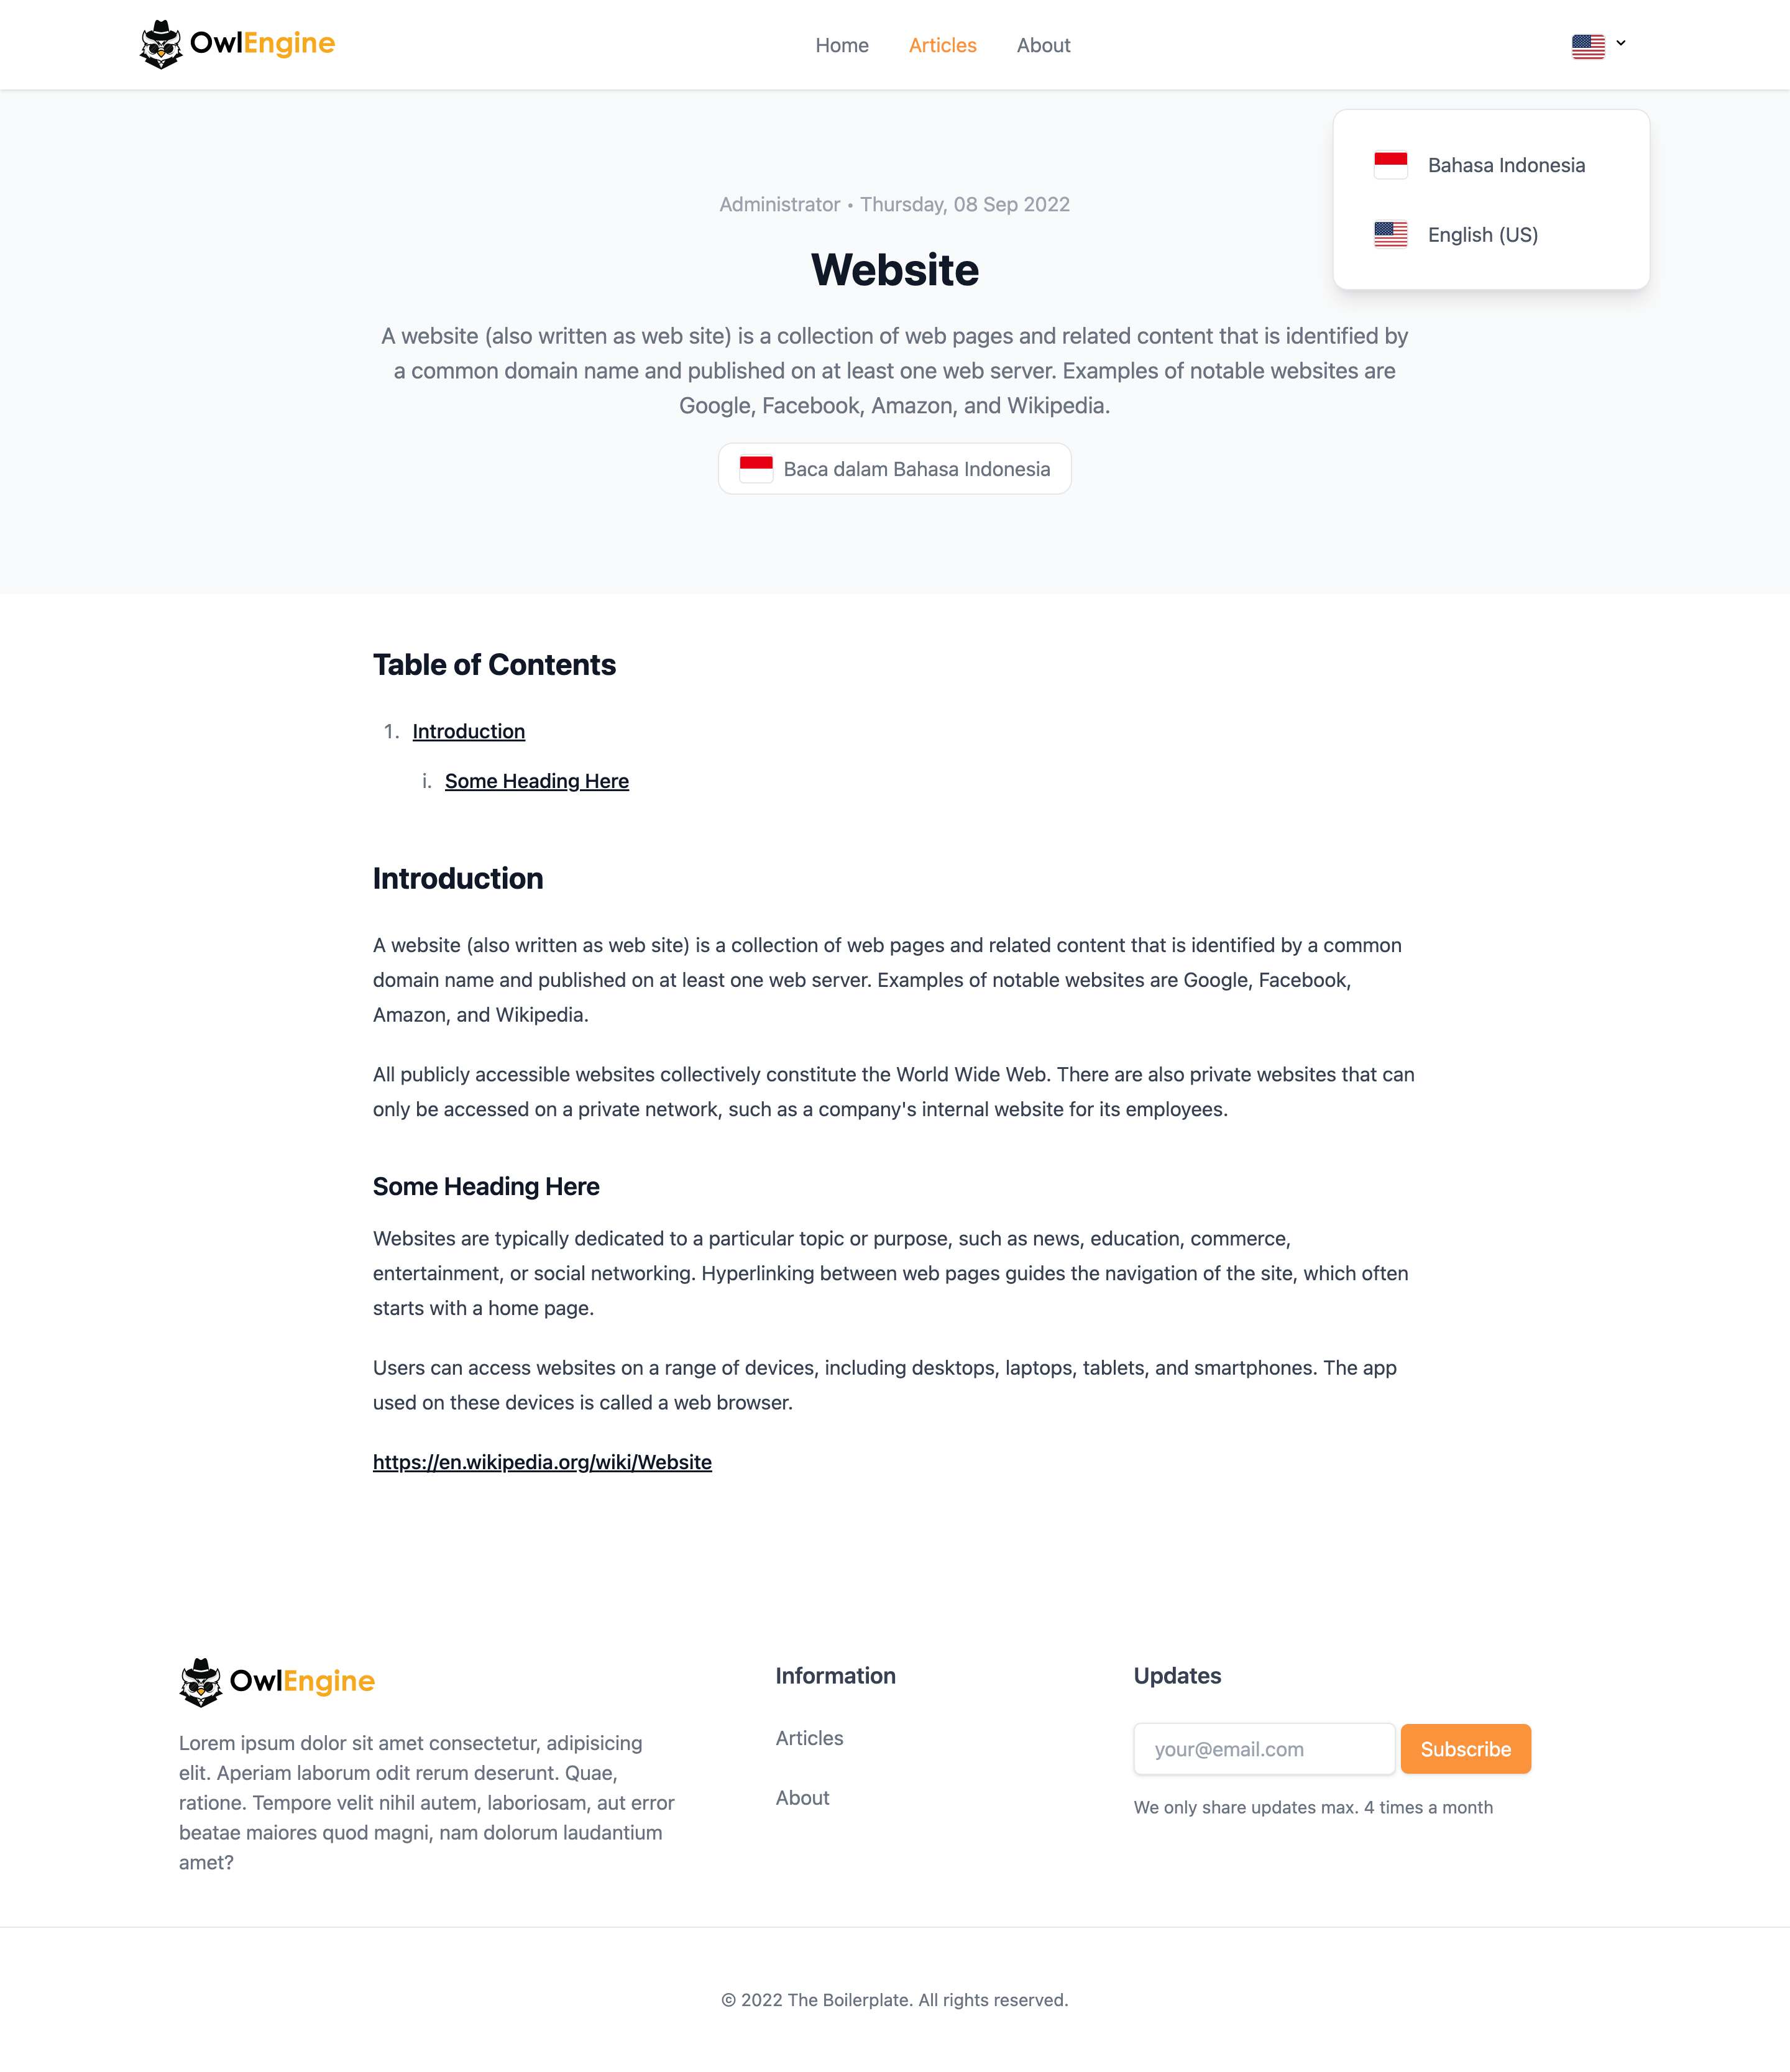 OwlEngine
Home Articles About
Bahasa Indonesia
English (US)
Administrator • Thursday, 08 Sep 2022
Website
A website (also written as web site) is a collection of web pages and related content that is identified by
a common domain name and published on at least one web server. Examples of notable websites are
Google, Facebook, Amazon, and Wikipedia.
Baca dalam Bahasa Indonesia
Table of Contents
1. Introduction
i. Some Heading Here
Introduction
A website (also written as web site) is a collection of web pages and related content that is identified by a common
domain name and published on at least one web server. Examples of notable websites are Google, Facebook,
Amazon, and Wikipedia.
All publicly accessible websites collectively constitute the World Wide Web. There are also private websites that can
only be accessed on a private network, such as a company's internal website for its employees.
Some Heading Here
Websites are typically dedicated to a particular topic or purpose, such as news, education, commerce,
entertainment, or social networking. Hyperlinking between web pages guides the navigation of the site, which often
starts with a home page.
Users can access websites on a range of devices, including desktops, laptops, tablets, and smartphones. The app
used on these devices is called a web browser.
https://en.wikipedia.org/wiki/Website
OwlEngine
Lorem ipsum dolor sit amet consectetur, adipisicing
elit. Aperiam laborum odit rerum deserunt. Quae,
ratione. Tempore velit nihil autem, laboriosam, aut error
beatae maiores quod magni, nam dolorum laudantium
amet?
Information
Articles
About
Updates
your@email.com Subscribe
We only share updates max. 4 times a month
© 2022 The Boilerplate. All rights reserved.